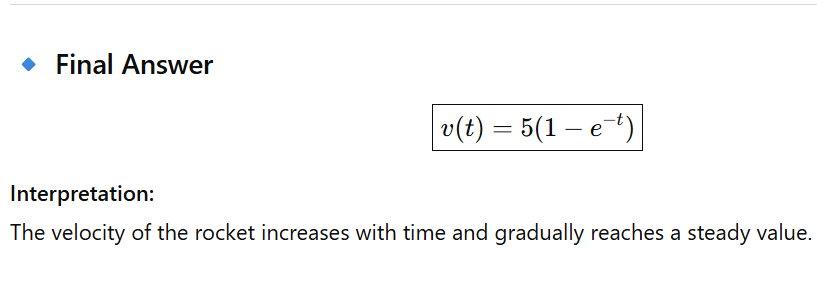 Final Answer
v(t) = 5(1 − e^{−t})
Interpretation:
The velocity of the rocket increases with time and gradually reaches a steady value.